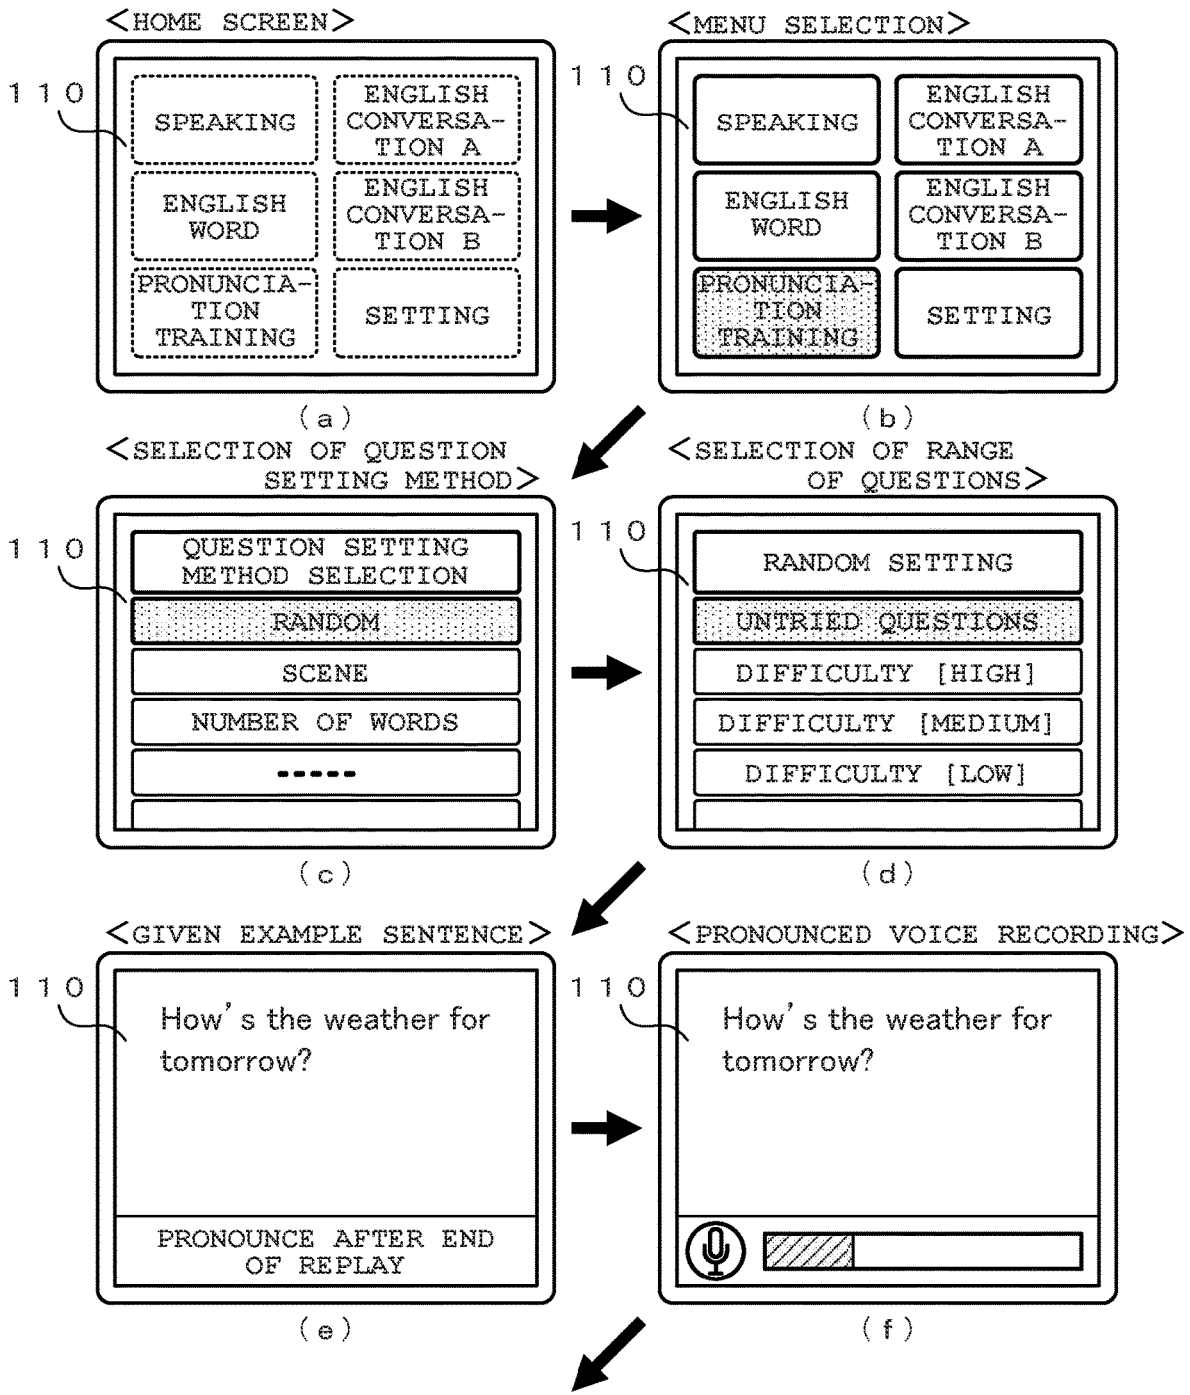 <HOME SCREEN>
110
SPEAKING
ENGLISH
CONVERSA-
TION A
ENGLISH
WORD
ENGLISH
CONVERSA-
TION B
PRONUNCIA-
TION
TRAINING
SETTING
(a)
<MENU SELECTION>
110
SPEAKING
ENGLISH
CONVERSA-
TION A
ENGLISH
WORD
ENGLISH
CONVERSA-
TION B
PRONUNCIA-
TION
TRAINING
SETTING
(b)
<SELECTION OF QUESTION
SETTING METHOD>
110
QUESTION SETTING
METHOD SELECTION
RANDOM
SCENE
NUMBER OF WORDS
-----
(c)
<SELECTION OF RANGE
OF QUESTIONS>
110
RANDOM SETTING
UNTRIED QUESTIONS
DIFFICULTY [HIGH]
DIFFICULTY [MEDIUM]
DIFFICULTY [LOW]
(d)
<GIVEN EXAMPLE SENTENCE>
110
How's the weather for
tomorrow?
PRONOUNCE AFTER END
OF REPLAY
(e)
<PRONOUNCED VOICE RECORDING>
110
How's the weather for
tomorrow?
(f)